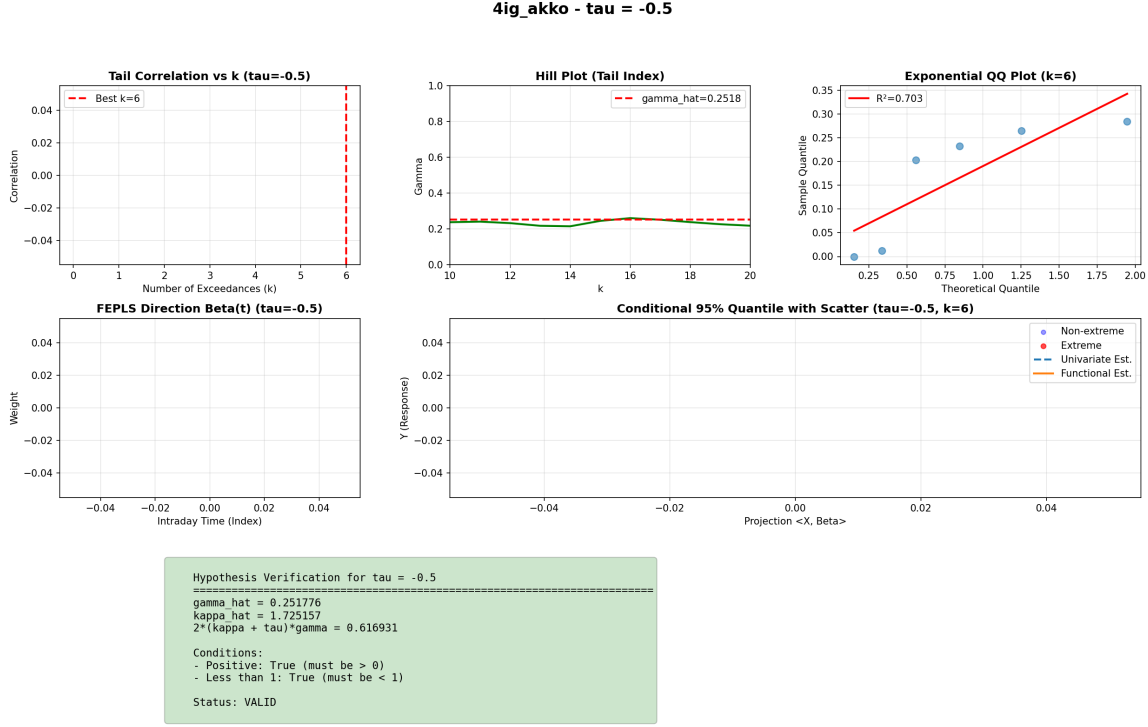 4ig_akko - tau = -0.5
Tail Correlation vs k (tau=-0.5)
Best k=6
Correlation
0.04
0.02
0.00
−0.02
−0.04
0 1 2 3 4 5 6
Number of Exceedances (k)
Hill Plot (Tail Index)
gamma_hat=0.2518
Gamma
1.0
0.8
0.6
0.4
0.2
0.0
10 12 14 16 18 20
k
Exponential QQ Plot (k=6)
R²=0.703
Sample Quantile
0.35
0.30
0.25
0.20
0.15
0.10
0.05
0.00
0.25 0.50 0.75 1.00 1.25 1.50 1.75 2.00
Theoretical Quantile
FEPLS Direction Beta(t) (tau=-0.5)
Weight
0.04
0.02
0.00
−0.02
−0.04
−0.04 −0.02 0.00 0.02 0.04
Intraday Time (Index)
Conditional 95% Quantile with Scatter (tau=-0.5, k=6)
Non-extreme
Extreme
Univariate Est.
Functional Est.
Y (Response)
0.04
0.02
0.00
−0.02
−0.04
−0.04 −0.02 0.00 0.02 0.04
Projection <X, Beta>
Hypothesis Verification for tau = -0.5
========================================================================
gamma_hat = 0.251776
kappa_hat = 1.725157
2*(kappa + tau)*gamma = 0.616931
Conditions:
- Positive: True (must be > 0)
- Less than 1: True (must be < 1)
Status: VALID